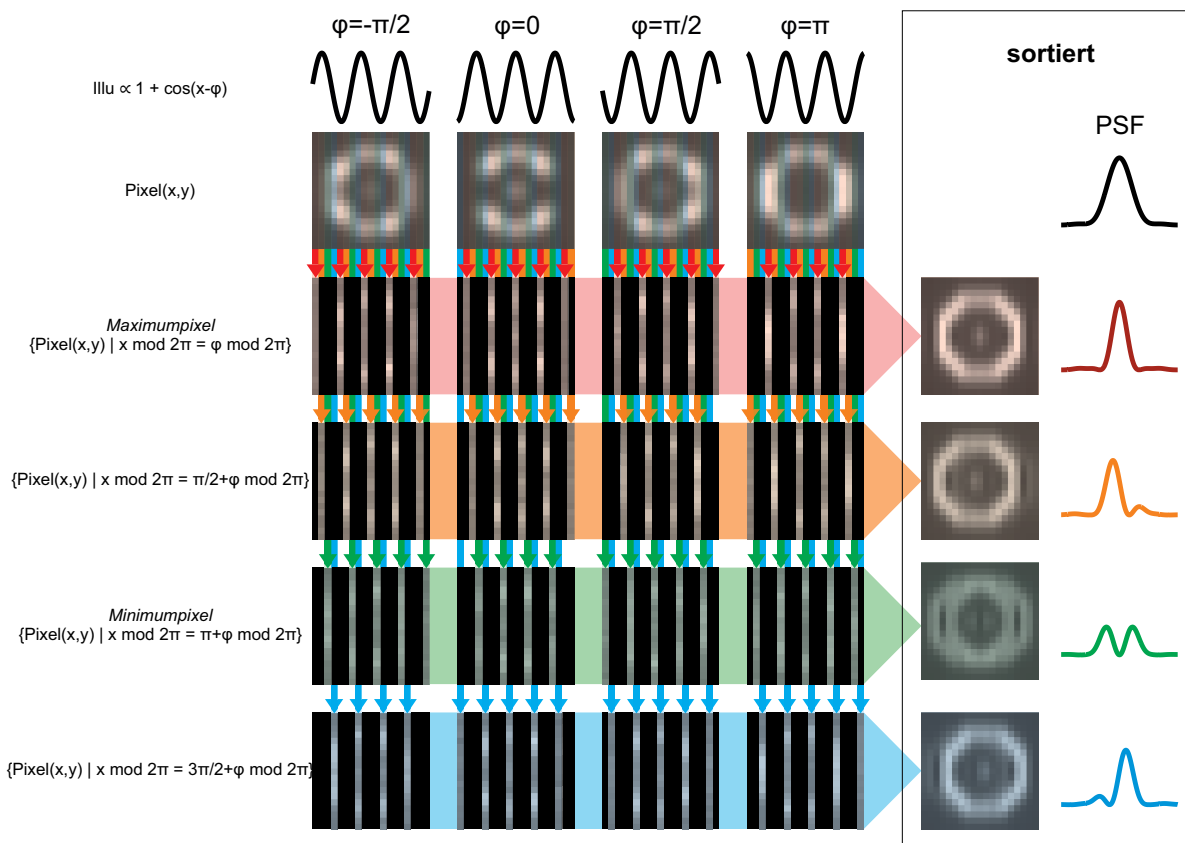 φ=-π/2
φ=0
φ=π/2
φ=π
sortiert
Illu ∝ 1 + cos(x-φ)
PSF
Pixel(x,y)
Maximumpixel
{Pixel(x,y) | x mod 2π = φ mod 2π}
{Pixel(x,y) | x mod 2π = π/2+φ mod 2π}
Minimumpixel
{Pixel(x,y) | x mod 2π = π+φ mod 2π}
{Pixel(x,y) | x mod 2π = 3π/2+φ mod 2π}